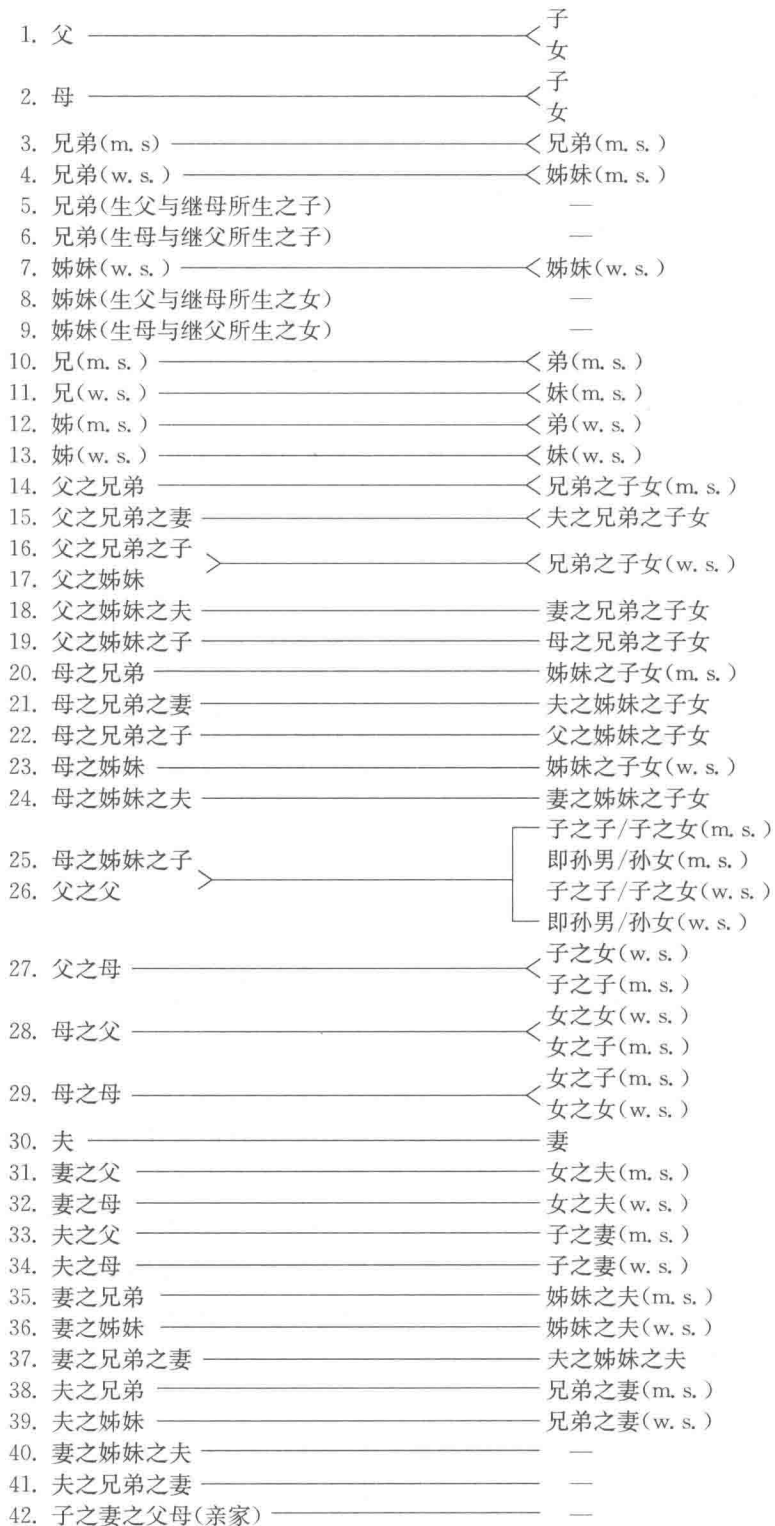 1. 父 子
女
2. 母 子
女
3. 兄弟(m. s) 兄弟(m. s.)
4. 兄弟(w. s.) 姊妹(m. s.)
5. 兄弟(生父与继母所生之子) —
6. 兄弟(生母与继父所生之子) —
7. 姊妹(w. s.) 姊妹(w. s.)
8. 姊妹(生父与继母所生之女) —
9. 姊妹(生母与继父所生之女) —
10. 兄(m. s.) 弟(m. s.)
11. 兄(w. s.) 妹(m. s.)
12. 姊(m. s.) 弟(w. s.)
13. 姊(w. s.) 妹(w. s.)
14. 父之兄弟 兄弟之子女(m. s.)
15. 父之兄弟之妻 夫之兄弟之子女
16. 父之兄弟之子
17. 父之姊妹
兄弟之子女(w. s.)
18. 父之姊妹之夫 妻之兄弟之子女
19. 父之姊妹之子 母之兄弟之子女
20. 母之兄弟 姊妹之子女(m. s.)
21. 母之兄弟之妻 夫之姊妹之子女
22. 母之兄弟之子 父之姊妹之子女
23. 母之姊妹 姊妹之子女(w. s.)
24. 母之姊妹之夫 妻之姊妹之子女
25. 母之姊妹之子
26. 父之父
子之子/子之女(m. s.)
即孙男/孙女(m. s.)
子之子/子之女(w. s.)
即孙男/孙女(w. s.)
27. 父之母 子之女(w. s.)
子之子(m. s.)
28. 母之父 女之女(w. s.)
女之子(m. s.)
29. 母之母 女之子(m. s.)
女之女(w. s.)
30. 夫 妻
31. 妻之父 女之夫(m. s.)
32. 妻之母 女之夫(w. s.)
33. 夫之父 子之妻(m. s.)
34. 夫之母 子之妻(w. s.)
35. 妻之兄弟 姊妹之夫(m. s.)
36. 妻之姊妹 姊妹之夫(w. s.)
37. 妻之兄弟之妻 夫之姊妹之夫
38. 夫之兄弟 兄弟之妻(m. s.)
39. 夫之姊妹 兄弟之妻(w. s.)
40. 妻之姊妹之夫 —
41. 夫之兄弟之妻 —
42. 子之妻之父母(亲家) —